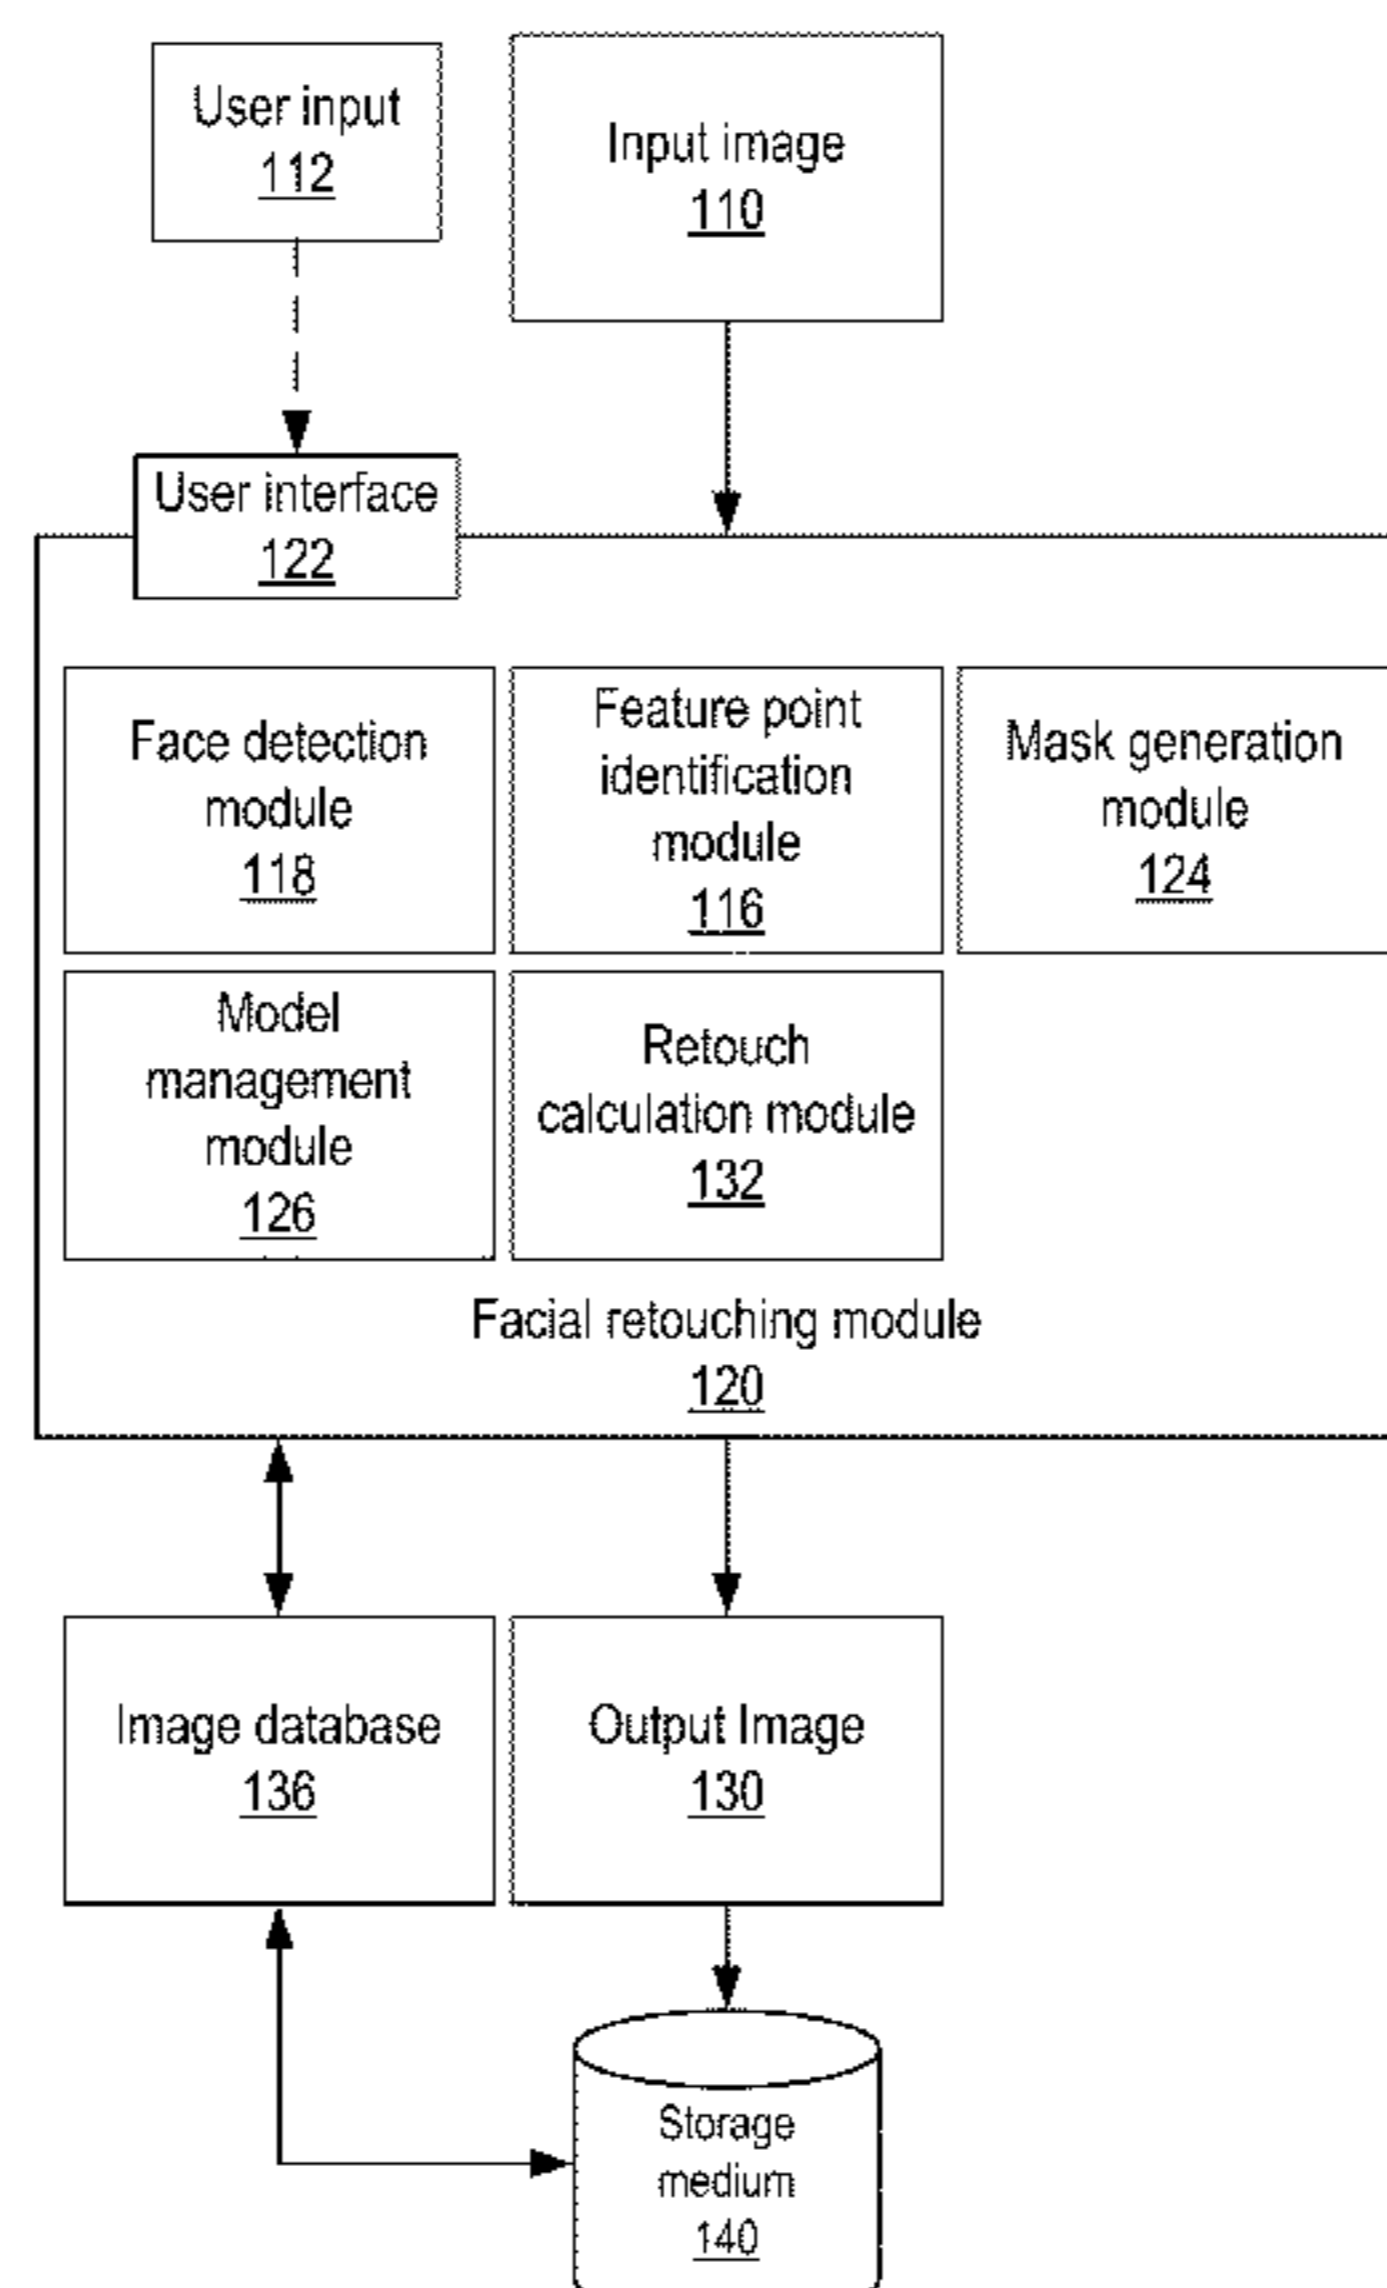 User input
112
Input image
110
User interface
122
Face detection
module
118
Feature point
identification
module
116
Mask generation
module
124
Model
management
module
126
Retouch
calculation module
132
Facial retouching module
120
Image database
136
Output Image
130
Storage
medium
140